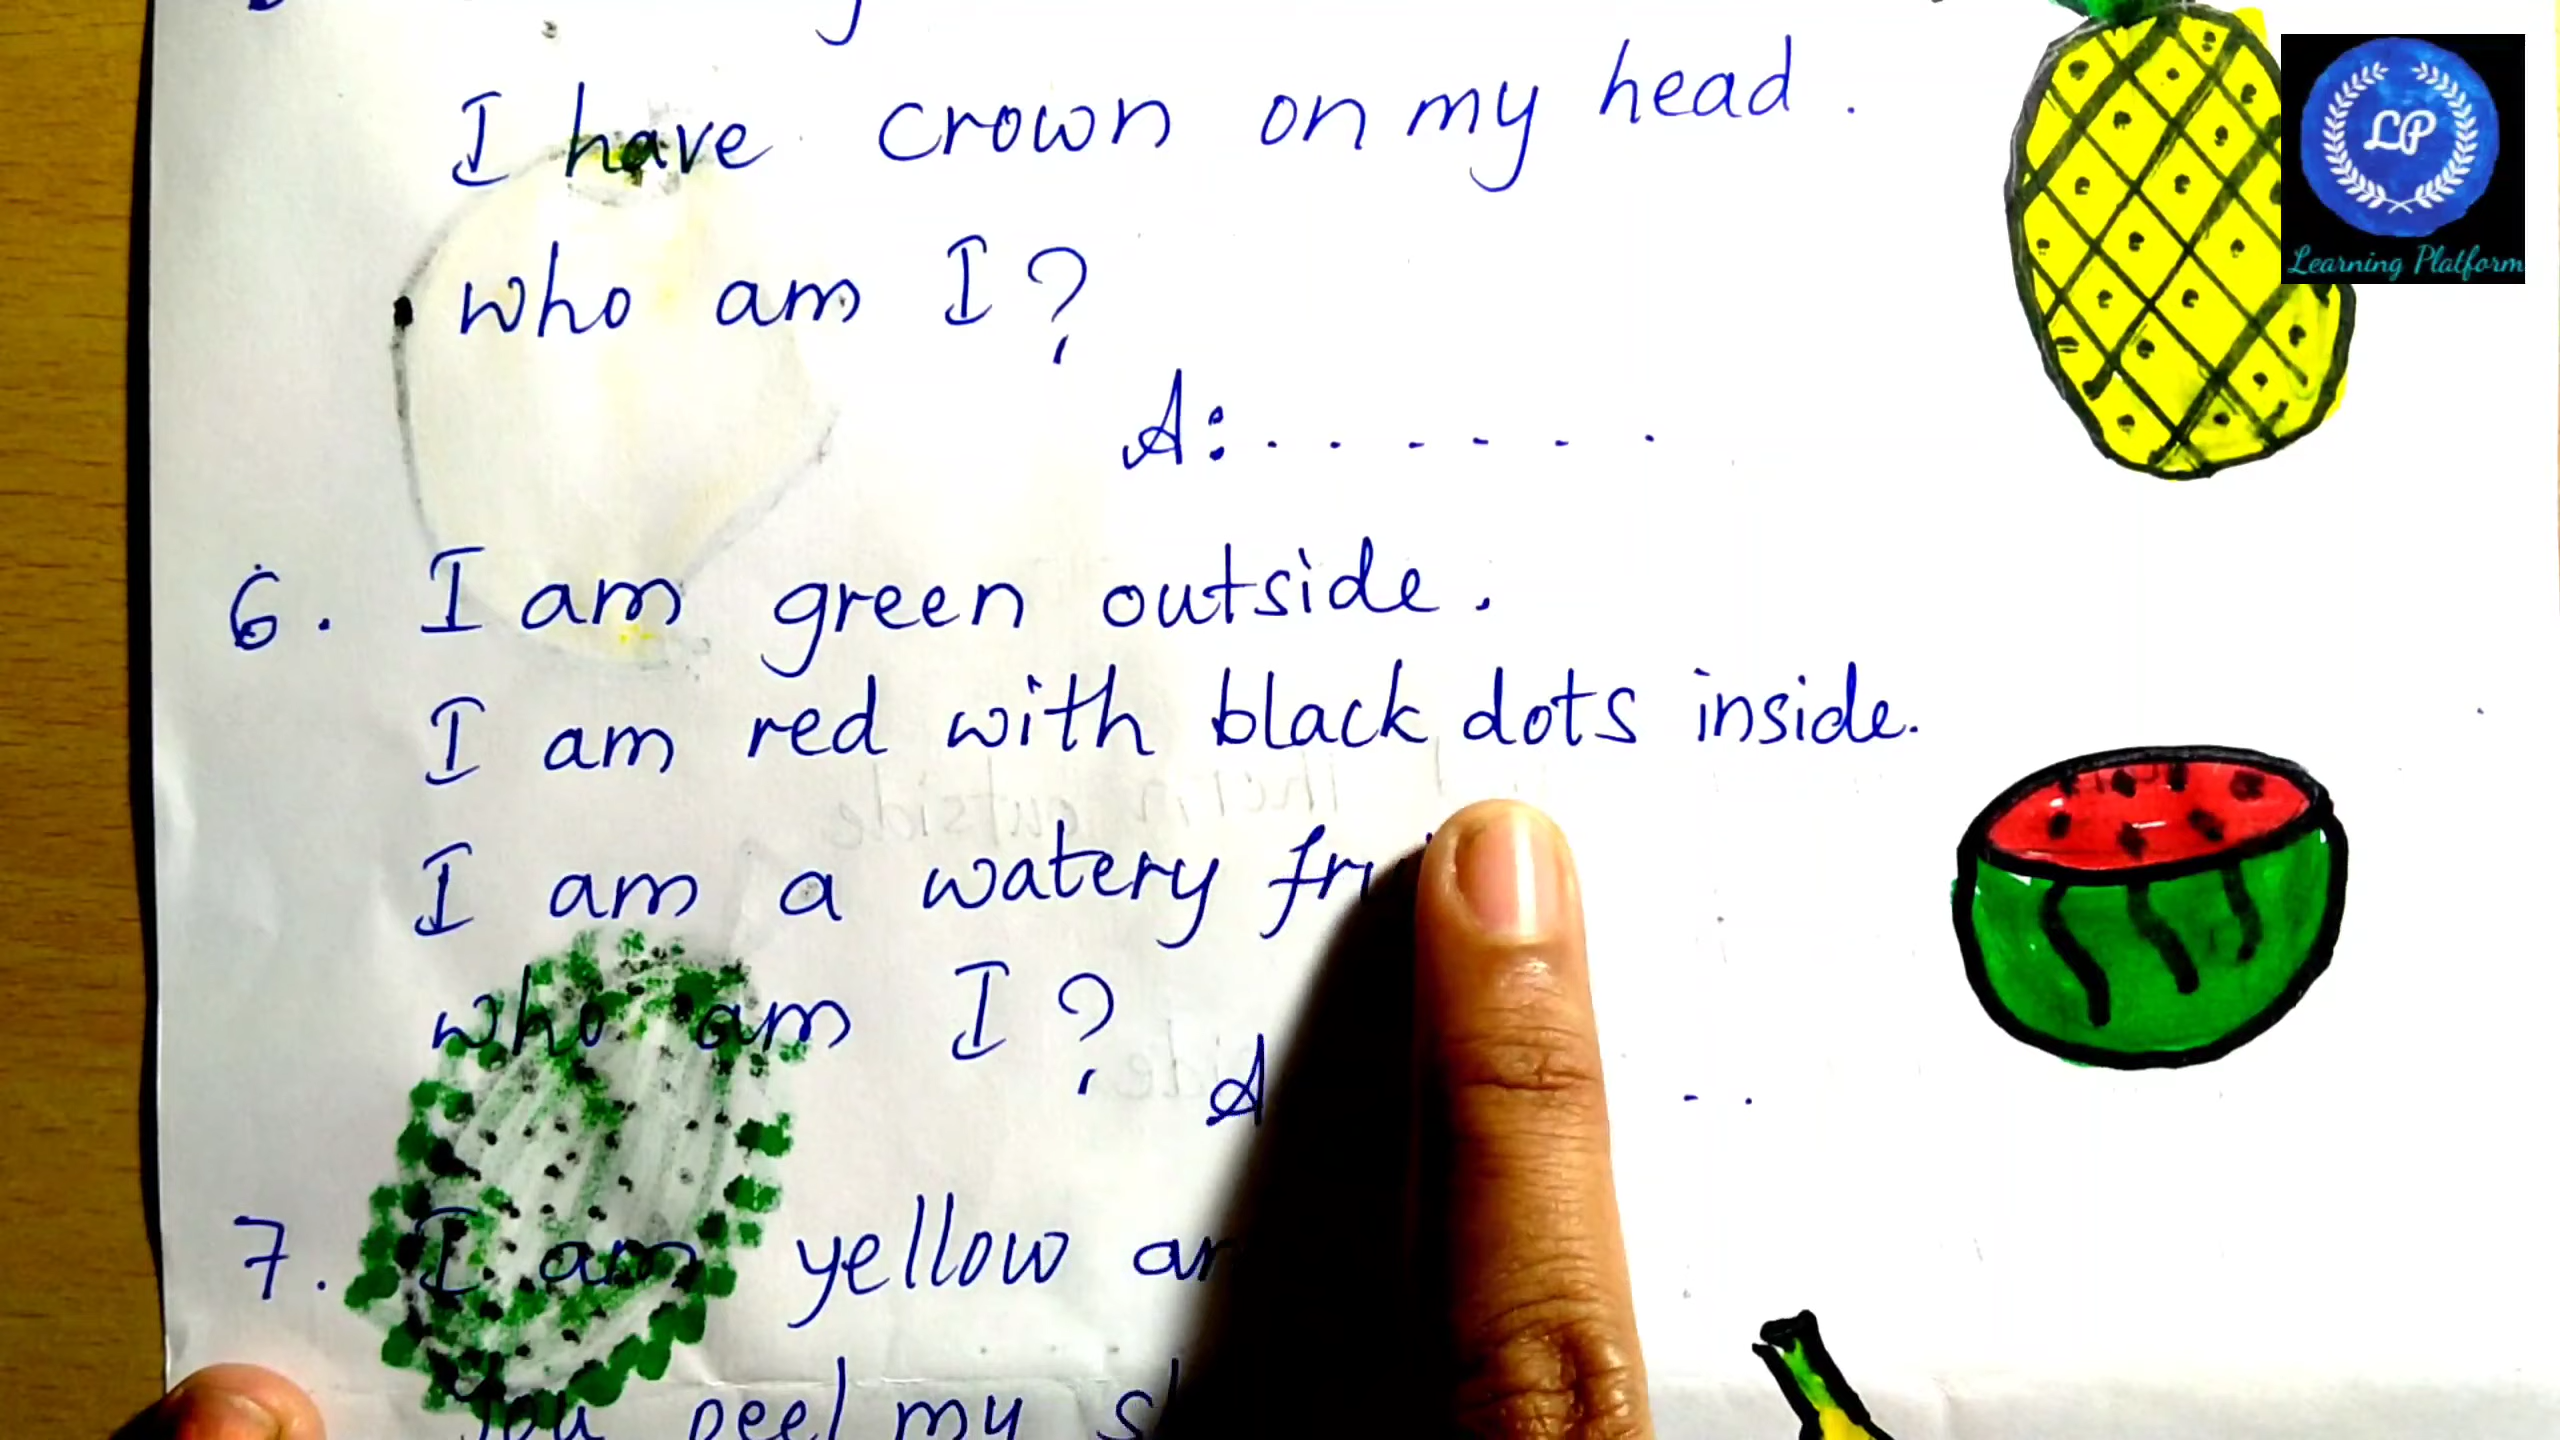 I have crown on my head.
who am I?
A: . . . . . .
6. I am green outside.
I am red with black dots inside.
I am a watery
who am I?
A . .
7. I am yellow
You peel my
LP
Learning Platform